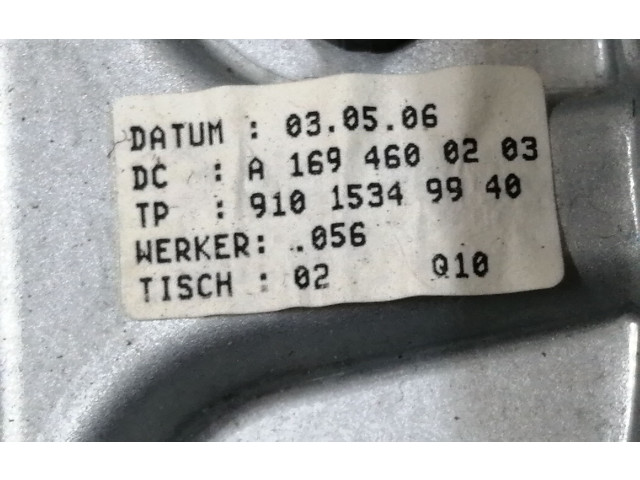 DATUM : 03.05.06
DC : A 169 460 02 03
TP : 910 1534 99 40
WERKER: .056
TISCH : 02 Q10